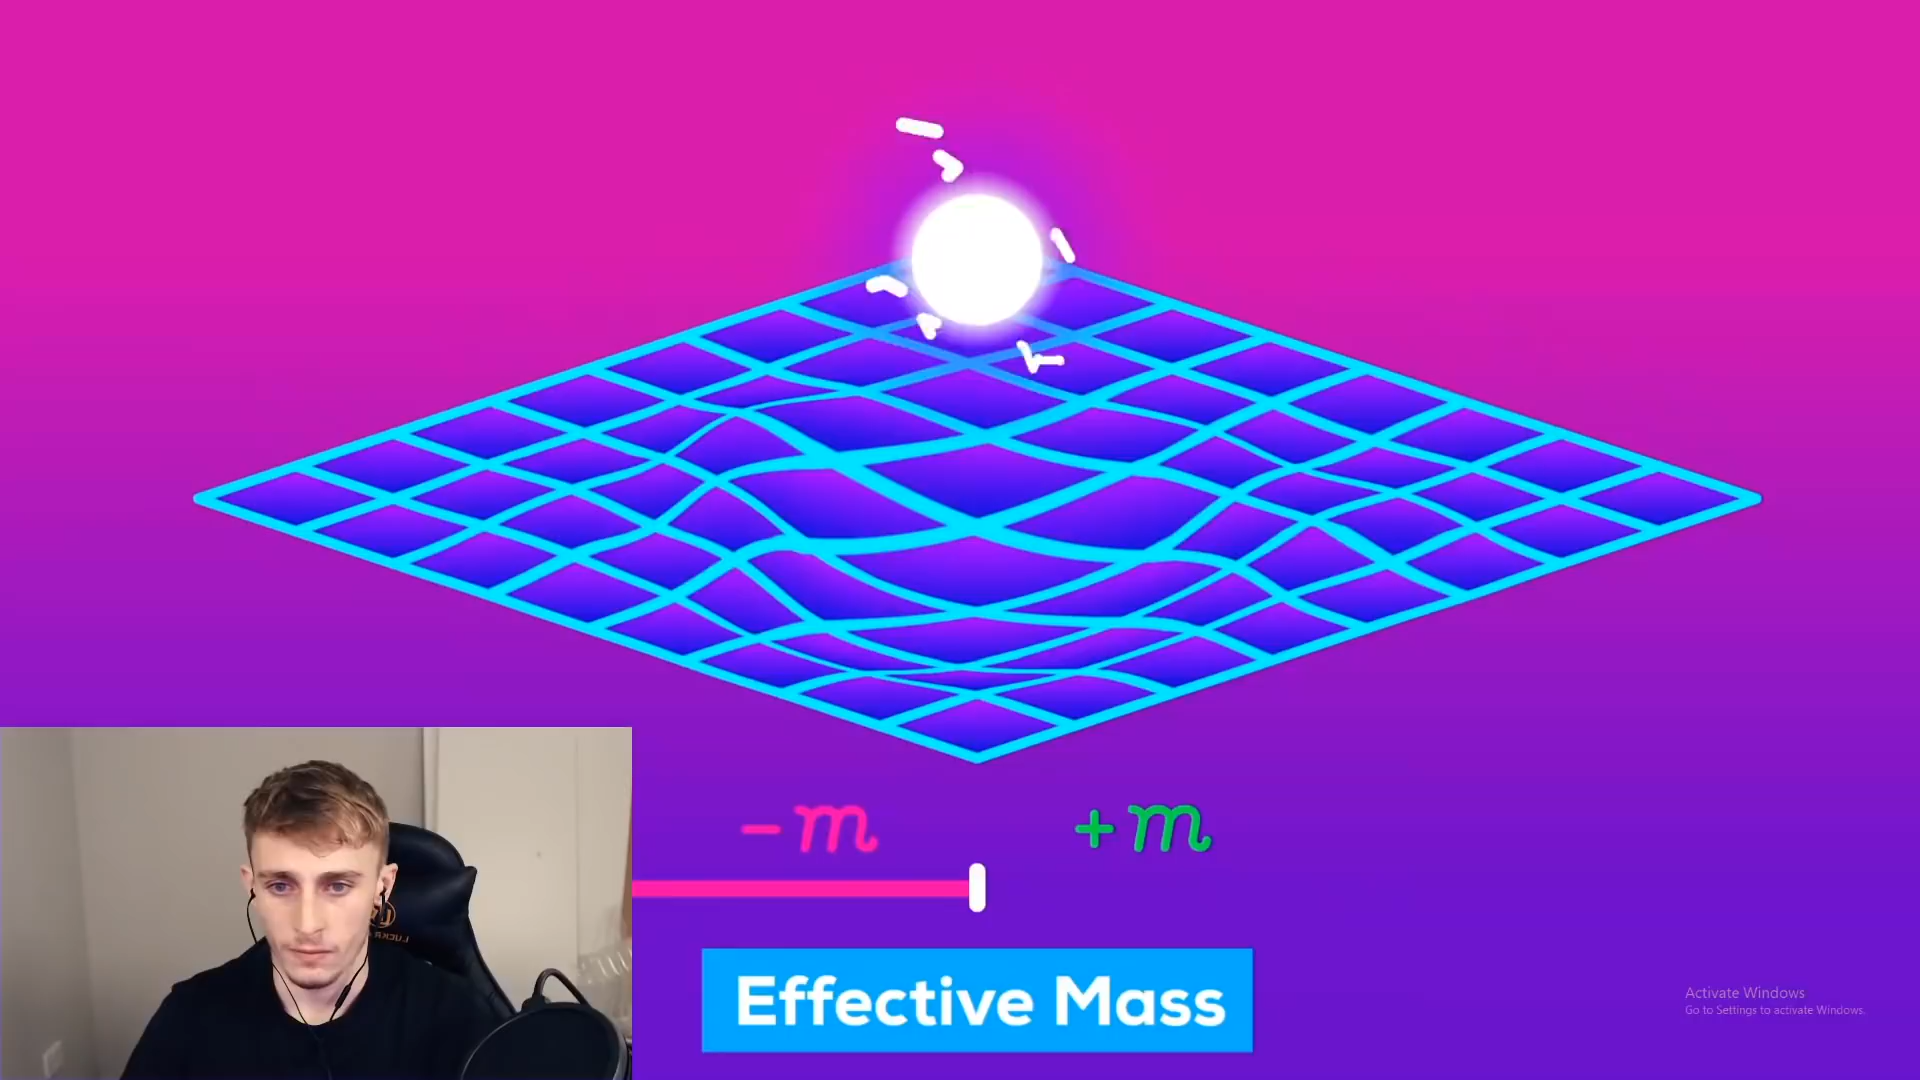 -m +m
Effective Mass
Activate Windows
Go to Settings to activate Windows.